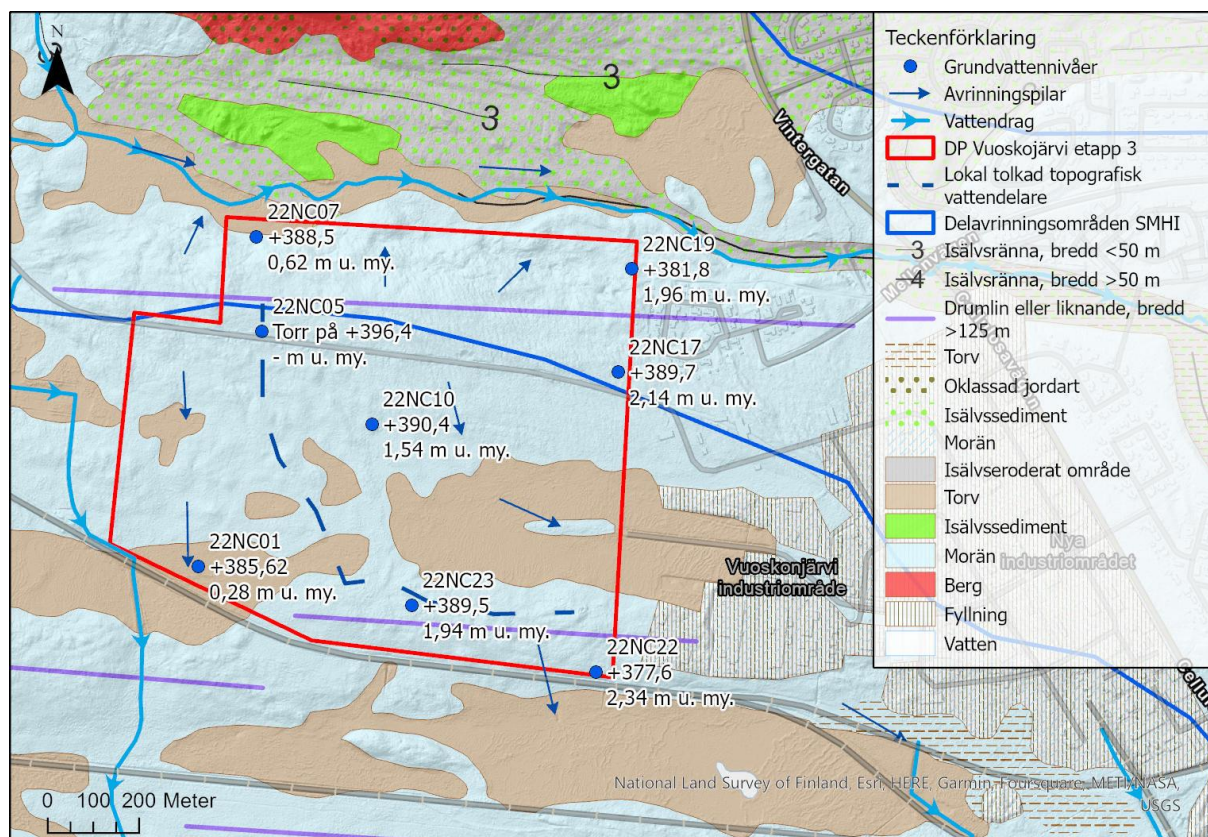 N
3
3
Vintergatan
22NC07
+388,5
0,62 m u. my.
22NC19
+381,8
1,96 m u. my.
22NC05
Torr på +396,4
- m u. my.
22NC17
+389,7
2,14 m u. my.
22NC10
+390,4
1,54 m u. my.
22NC01
+385,62
0,28 m u. my.
22NC23
+389,5
1,94 m u. my.
22NC22
+377,6
2,34 m u. my.
Vuoskonjärvi
industriområde
Nya
industriområdet
Teckenförklaring
Grundvattennivåer
Avrinningspilar
Vattendrag
DP Vuoskojärvi etapp 3
Lokal tolkad topografisk
vattendelare
Delavrinningsområden SMHI
3 Isälvsränna, bredd <50 m
4 Isälvsränna, bredd >50 m
Drumlin eller liknande, bredd
>125 m
Torv
Oklassad jordart
Isälvssediment
Morän
Isälvseroderat område
Torv
Isälvssediment
Morän
Berg
Fyllning
Vatten
0 100 200 Meter
National Land Survey of Finland, Esri, HERE, Garmin, Foursquare, METI/NASA,
USGS